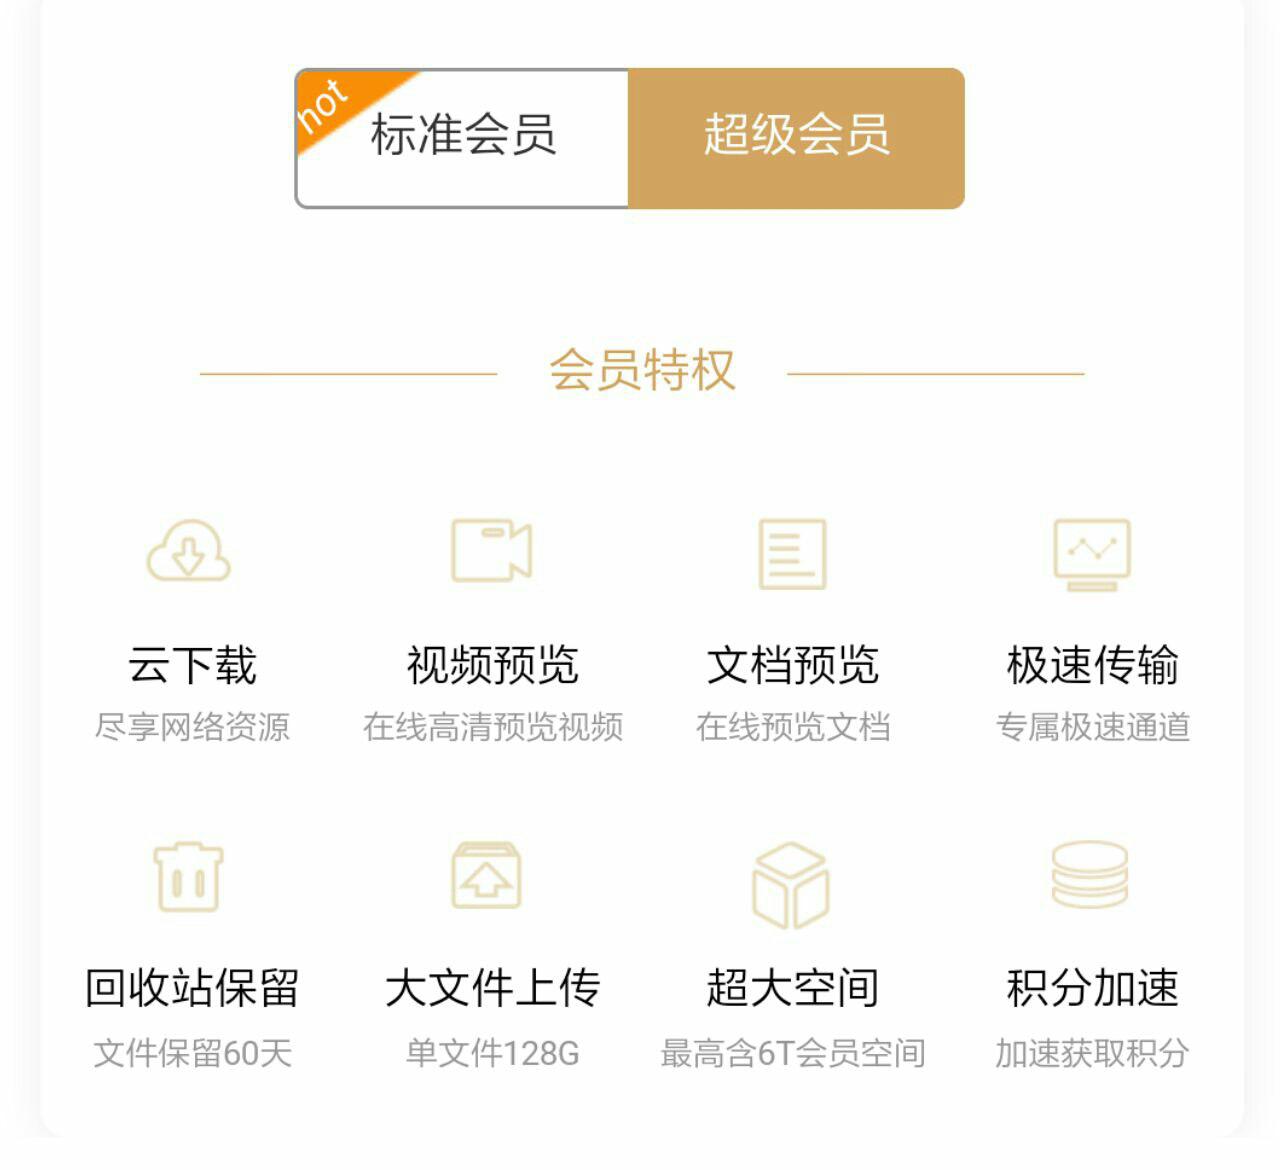 hot
标准会员
超级会员
会员特权
云下载
视频预览
文档预览
极速传输
尽享网络资源
在线高清预览视频
在线预览文档
专属极速通道
回收站保留
大文件上传
超大空间
积分加速
文件保留60天
单文件128G
最高含6T会员空间
加速获取积分